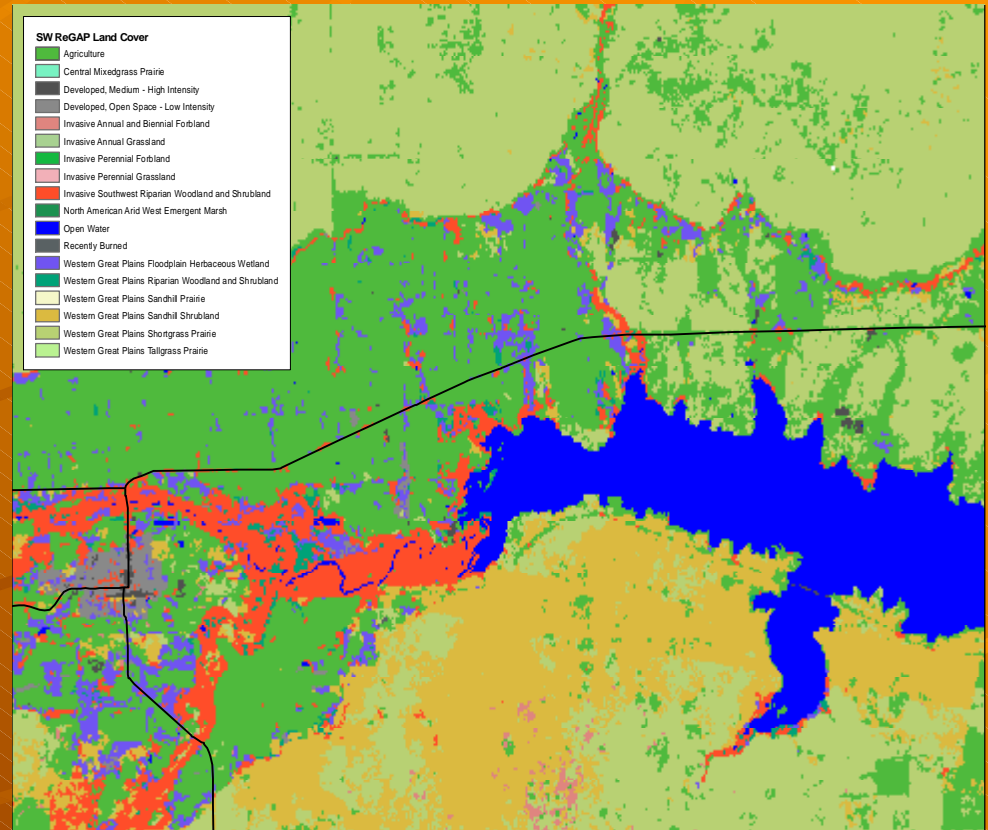 SW ReGAP Land Cover
Agriculture
Central Mixedgrass Prairie
Developed, Medium - High Intensity
Developed, Open Space - Low Intensity
Invasive Annual and Biennial Forbland
Invasive Annual Grassland
Invasive Perennial Forbland
Invasive Perennial Grassland
Invasive Southwest Riparian Woodland and Shrubland
North American Arid West Emergent Marsh
Open Water
Recently Burned
Western Great Plains Floodplain Herbaceous Wetland
Western Great Plains Riparian Woodland and Shrubland
Western Great Plains Sandhill Prairie
Western Great Plains Sandhill Shrubland
Western Great Plains Shortgrass Prairie
Western Great Plains Tallgrass Prairie